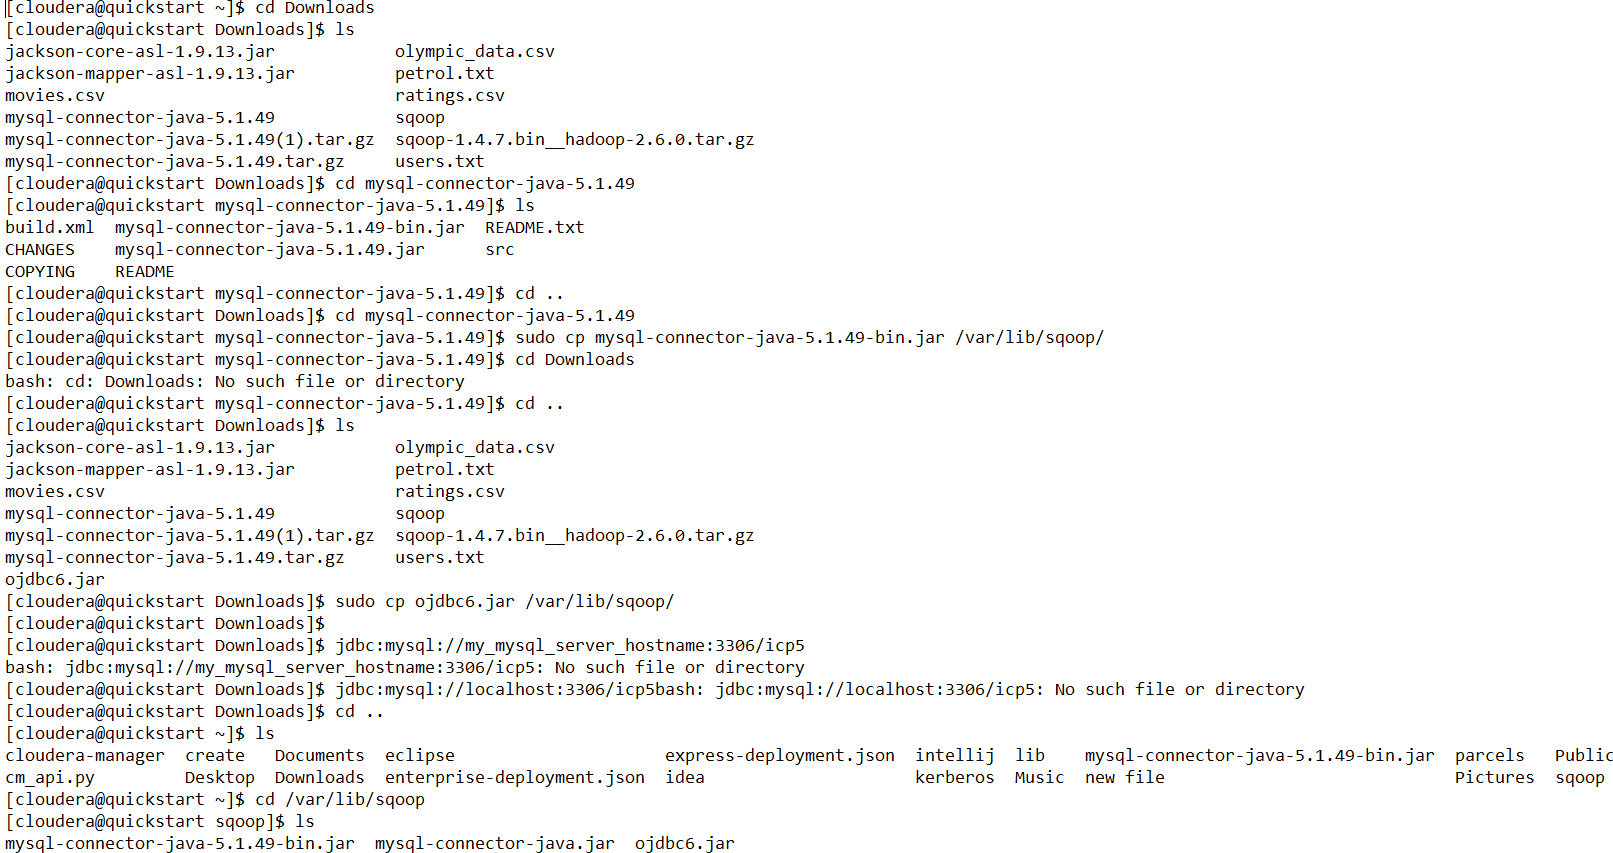 [cloudera@quickstart ~]$ cd Downloads
[cloudera@quickstart Downloads]$ ls
jackson-core-asl-1.9.13.jar            olympic_data.csv
jackson-mapper-asl-1.9.13.jar          petrol.txt
movies.csv                             ratings.csv
mysql-connector-java-5.1.49            sqoop
mysql-connector-java-5.1.49(1).tar.gz  sqoop-1.4.7.bin__hadoop-2.6.0.tar.gz
mysql-connector-java-5.1.49.tar.gz     users.txt
[cloudera@quickstart Downloads]$ cd mysql-connector-java-5.1.49
[cloudera@quickstart mysql-connector-java-5.1.49]$ ls
build.xml  mysql-connector-java-5.1.49-bin.jar  README.txt
CHANGES    mysql-connector-java-5.1.49.jar      src
COPYING    README
[cloudera@quickstart mysql-connector-java-5.1.49]$ cd ..
[cloudera@quickstart Downloads]$ cd mysql-connector-java-5.1.49
[cloudera@quickstart mysql-connector-java-5.1.49]$ sudo cp mysql-connector-java-5.1.49-bin.jar /var/lib/sqoop/
[cloudera@quickstart mysql-connector-java-5.1.49]$ cd Downloads
bash: cd: Downloads: No such file or directory
[cloudera@quickstart mysql-connector-java-5.1.49]$ cd ..
[cloudera@quickstart Downloads]$ ls
jackson-core-asl-1.9.13.jar            olympic_data.csv
jackson-mapper-asl-1.9.13.jar          petrol.txt
movies.csv                             ratings.csv
mysql-connector-java-5.1.49            sqoop
mysql-connector-java-5.1.49(1).tar.gz  sqoop-1.4.7.bin__hadoop-2.6.0.tar.gz
mysql-connector-java-5.1.49.tar.gz     users.txt
ojdbc6.jar
[cloudera@quickstart Downloads]$ sudo cp ojdbc6.jar /var/lib/sqoop/
[cloudera@quickstart Downloads]$
[cloudera@quickstart Downloads]$ jdbc:mysql://my_mysql_server_hostname:3306/icp5
bash: jdbc:mysql://my_mysql_server_hostname:3306/icp5: No such file or directory
[cloudera@quickstart Downloads]$ jdbc:mysql://localhost:3306/icp5bash: jdbc:mysql://localhost:3306/icp5: No such file or directory
[cloudera@quickstart Downloads]$ cd ..
[cloudera@quickstart ~]$ ls
cloudera-manager  create   Documents  eclipse                     express-deployment.json  intellij  lib    mysql-connector-java-5.1.49-bin.jar  parcels   Public
cm_api.py         Desktop  Downloads  enterprise-deployment.json  idea                     kerberos  Music  new file                             Pictures  sqoop
[cloudera@quickstart ~]$ cd /var/lib/sqoop
[cloudera@quickstart sqoop]$ ls
mysql-connector-java-5.1.49-bin.jar  mysql-connector-java.jar  ojdbc6.jar